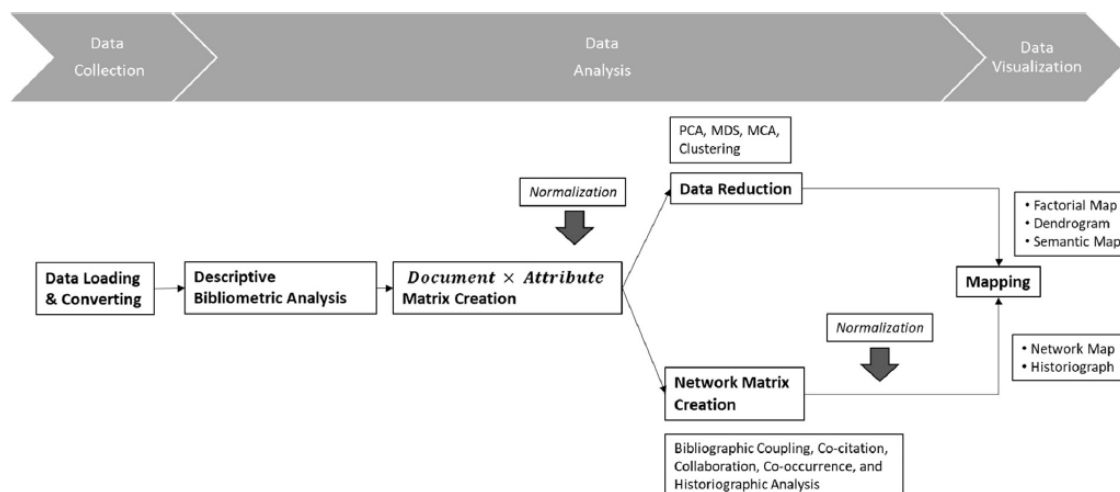 Data
Collection
Data
Analysis
Data
Visualization
PCA, MDS, MCA,
Clustering
Normalization
Data Reduction
• Factorial Map
• Dendrogram
• Semantic Map
Data Loading
& Converting
Descriptive
Bibliometric Analysis
Document × Attribute
Matrix Creation
Mapping
Normalization
• Network Map
• Historiograph
Network Matrix
Creation
Bibliographic Coupling, Co-citation,
Collaboration, Co-occurrence, and
Historiographic Analysis